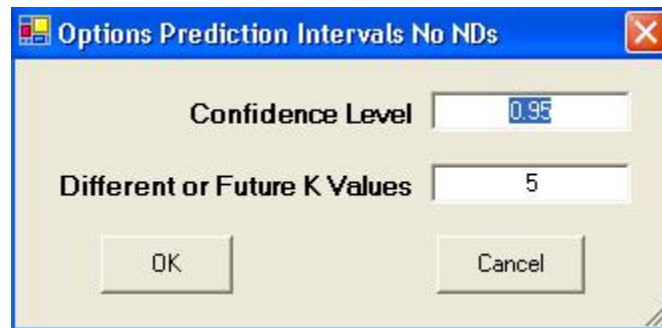 Options Prediction Intervals No NDs
Confidence Level 0.95
Different or Future K Values 5
OK Cancel